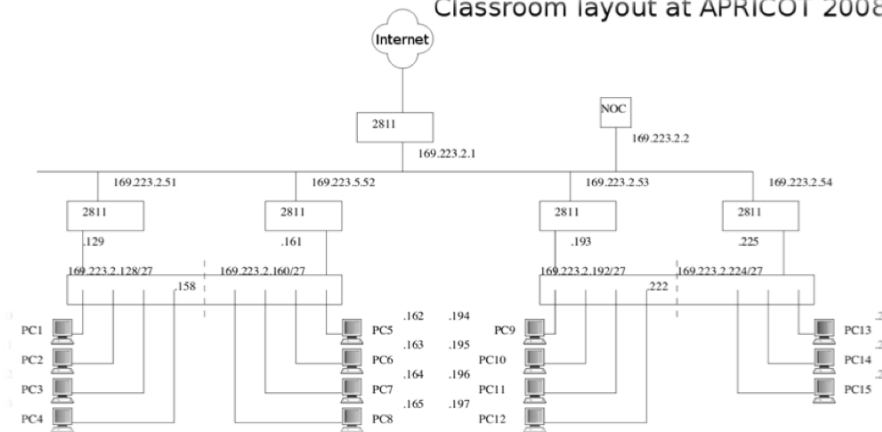 Classroom layout at APRICOT 2008
Internet
2811
NOC
169.223.2.1
169.223.2.2
169.223.2.51
169.223.5.52
169.223.2.53
169.223.2.54
2811
2811
2811
2811
.129
.161
.193
.225
169.223.2.128/27
169.223.2.160/27
169.223.2.192/27
169.223.2.224/27
.158
.222
PC1
PC5
.162
.194
PC9
PC13
PC2
PC6
.163
.195
PC10
PC14
PC3
PC7
.164
.196
PC11
PC15
PC4
PC8
.165
.197
PC12